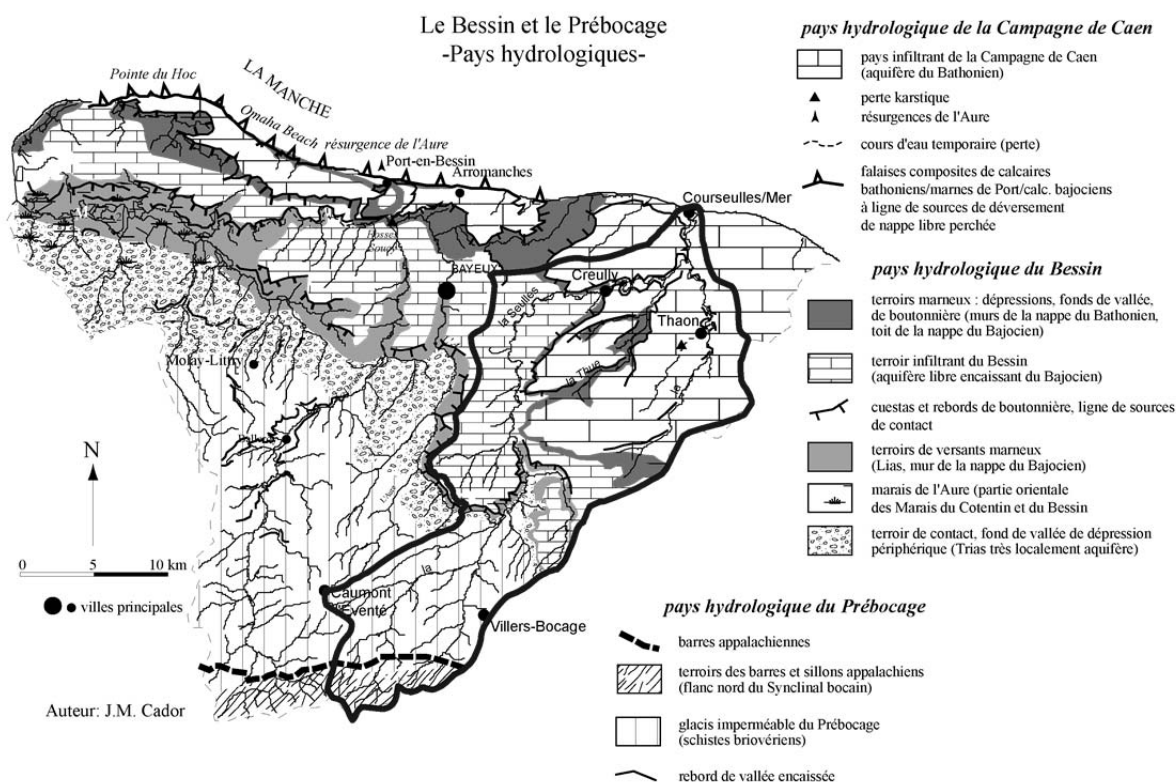 Le Bessin et le Prébocage
-Pays hydrologiques-
Pointe du Hoc
LA MANCHE
Omaha Beach
résurgence de l'Aure
Port-en-Bessin
Arromanches
Courseulles/Mer
BAYEUX
Creully
la Seulles
Thaon
la Thue
la
Molay-Littry
la
Caumont
l'Eventé
Villers-Bocage
N
0 5 10 km
villes principales
Auteur: J.M. Cador
pays hydrologique de la Campagne de Caen
pays infiltrant de la Campagne de Caen
(aquifère du Bathonien)
perte karstique
résurgences de l'Aure
cours d'eau temporaire (perte)
falaises composites de calcaires
bathoniens/marnes de Port/calc. bajociens
à ligne de sources de déversement
de nappe libre perchée
pays hydrologique du Bessin
terroirs marneux : dépressions, fonds de vallée,
de boutonnière (murs de la nappe du Bathonien,
toit de la nappe du Bajocien)
terroir infiltrant du Bessin
(aquifère libre encaissant du Bajocien)
cuestas et rebords de boutonnière, ligne de sources
de contact
terroirs de versants marneux
(Lias, mur de la nappe du Bajocien)
marais de l'Aure (partie orientale
des Marais du Cotentin et du Bessin
terroir de contact, fond de vallée de dépression
périphérique (Trias très localement aquifère)
pays hydrologique du Prébocage
barres appalachiennes
terroirs des barres et sillons appalachiens
(flanc nord du Synclinal bocain)
glacis imperméable du Prébocage
(schistes briovériens)
rebord de vallée encaissée